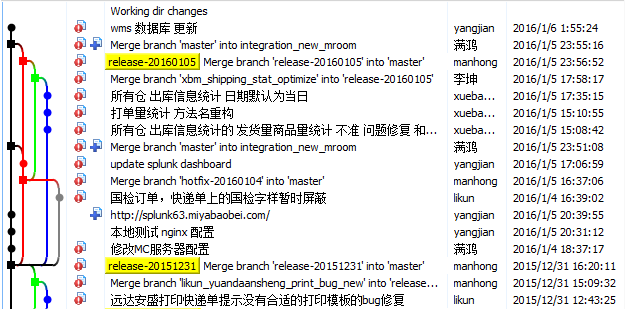 Working dir changes
wms 数据库 更新 yangjian 2016/1/6 1:55:24
Merge branch 'master' into integration_new_mroom 满鸿 2016/1/5 23:55:16
release-20160105 Merge branch 'release-20160105' into 'master' manhong 2016/1/5 23:56:52
Merge branch 'xbm_shipping_stat_optimize' into 'release-20160105' 李坤 2016/1/5 17:58:17
所有仓 出库信息统计 日期默认为当日 xueba... 2016/1/5 17:35:15
打单量统计 方法名重构 xueba... 2016/1/5 15:10:55
所有仓 出库信息统计的 发货量商品量统计 不准 问题修复 和... xueba... 2016/1/5 15:08:42
Merge branch 'master' into integration_new_mroom 满鸿 2016/1/5 23:51:08
update splunk dashboard yangjian 2016/1/5 17:06:59
Merge branch 'hotfix-20160104' into 'master' manhong 2016/1/5 16:37:06
国检订单，快递单上的国检字样暂时屏蔽 likun 2016/1/4 16:39:02
http://splunk63.miyabaobei.com/ yangjian 2016/1/5 20:39:55
本地测试 nginx 配置 yangjian 2016/1/5 20:31:12
修改MC服务器配置 满鸿 2016/1/4 18:37:17
release-20151231 Merge branch 'release-20151231' into 'master' manhong 2015/12/31 16:20:11
Merge branch 'likun_yuandaansheng_print_bug_new' into 'release... manhong 2015/12/31 15:09:32
远达安盛打印快递单提示没有合适的打印模板的bug修复 likun 2015/12/31 12:43:25